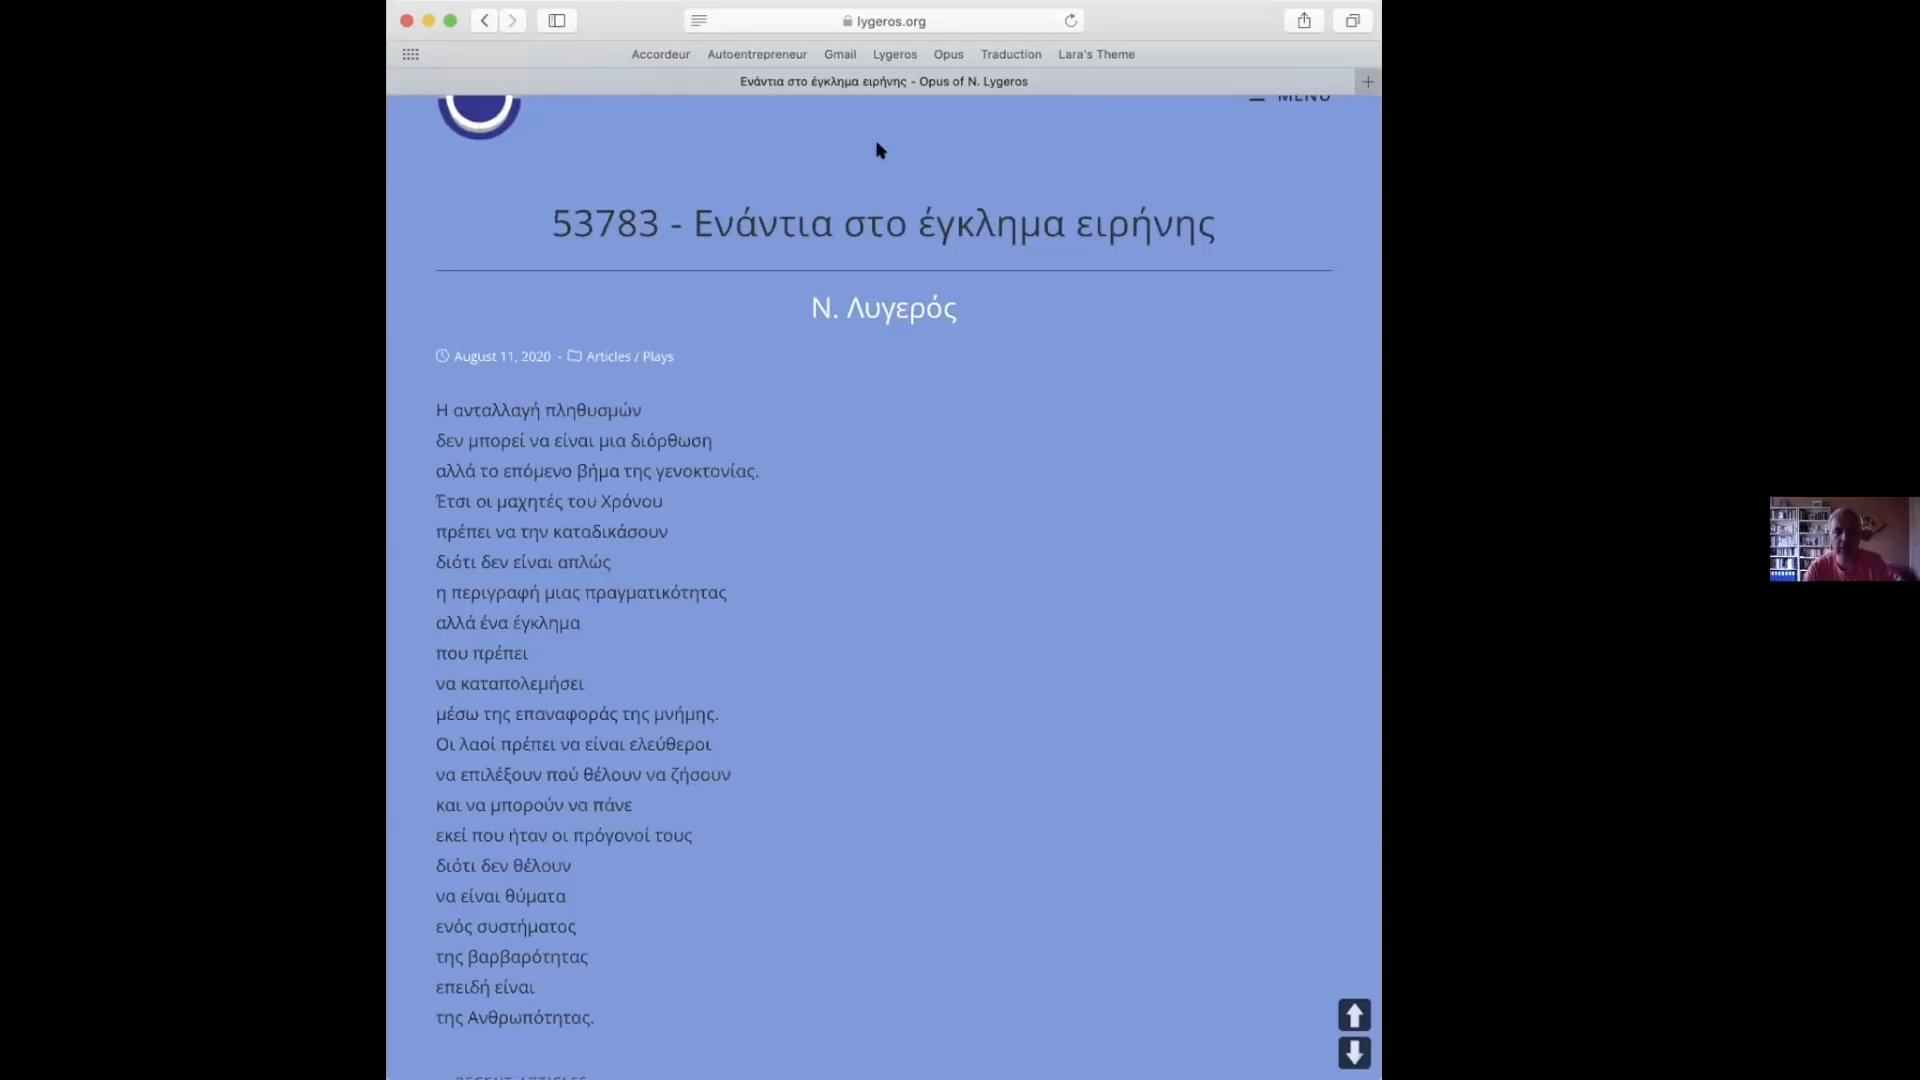 lygeros.org
Accordeur Autoentrepreneur Gmail Lygeros Opus Traduction Lara's Theme
Ενάντια στο έγκλημα ειρήνης - Opus of N. Lygeros
MENU
53783 - Ενάντια στο έγκλημα ειρήνης
Ν. Λυγερός
August 11, 2020 - Articles / Plays
Η ανταλλαγή πληθυσμών
δεν μπορεί να είναι μια διόρθωση
αλλά το επόμενο βήμα της γενοκτονίας.
Έτσι οι μαχητές του Χρόνου
πρέπει να την καταδικάσουν
διότι δεν είναι απλώς
η περιγραφή μιας πραγματικότητας
αλλά ένα έγκλημα
που πρέπει
να καταπολεμήσει
μέσω της επαναφοράς της μνήμης.
Οι λαοί πρέπει να είναι ελεύθεροι
να επιλέξουν πού θέλουν να ζήσουν
και να μπορούν να πάνε
εκεί που ήταν οι πρόγονοί τους
διότι δεν θέλουν
να είναι θύματα
ενός συστήματος
της βαρβαρότητας
επειδή είναι
της Ανθρωπότητας.
RECENT ARTICLES